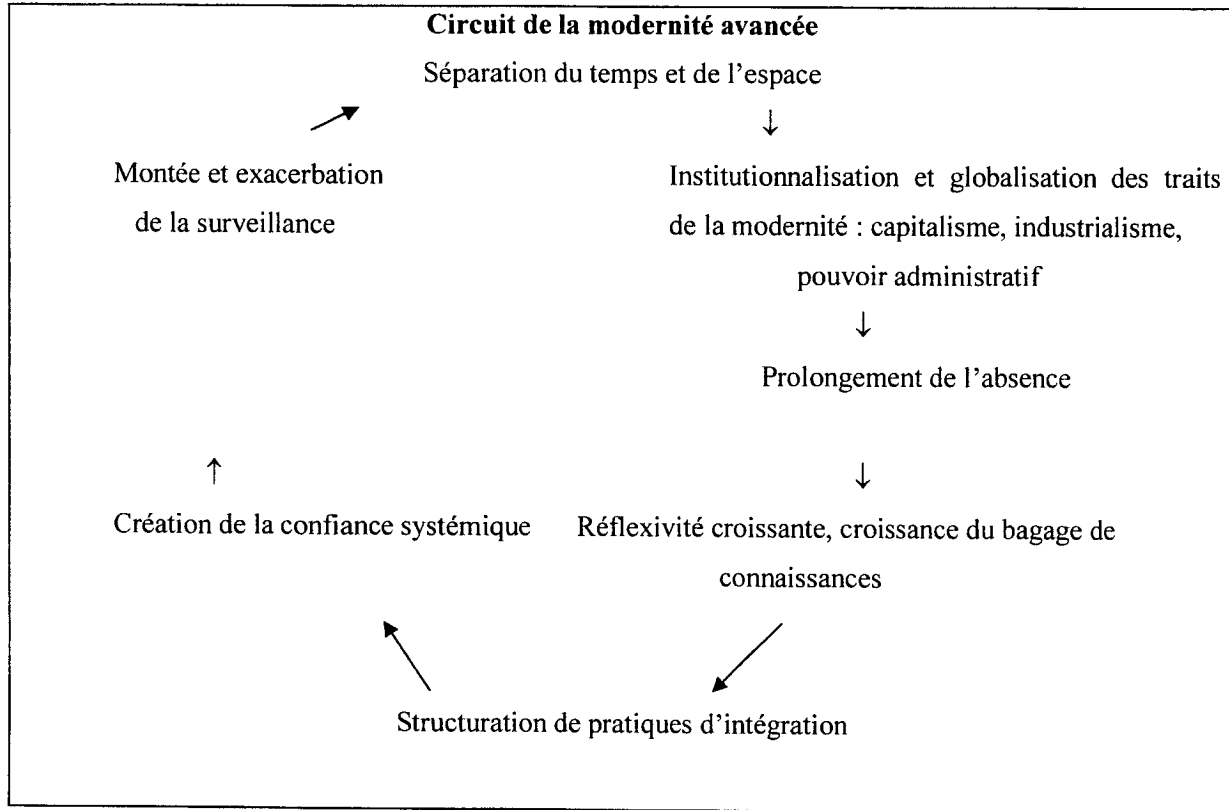 Circuit de la modernité avancée
Séparation du temps et de l'espace
↓
Montée et exacerbation
de la surveillance
Institutionnalisation et globalisation des traits
de la modernité : capitalisme, industrialisme,
pouvoir administratif
↓
Prolongement de l'absence
↑
↓
Création de la confiance systémique
Réflexivité croissante, croissance du bagage de
connaissances
Structuration de pratiques d'intégration